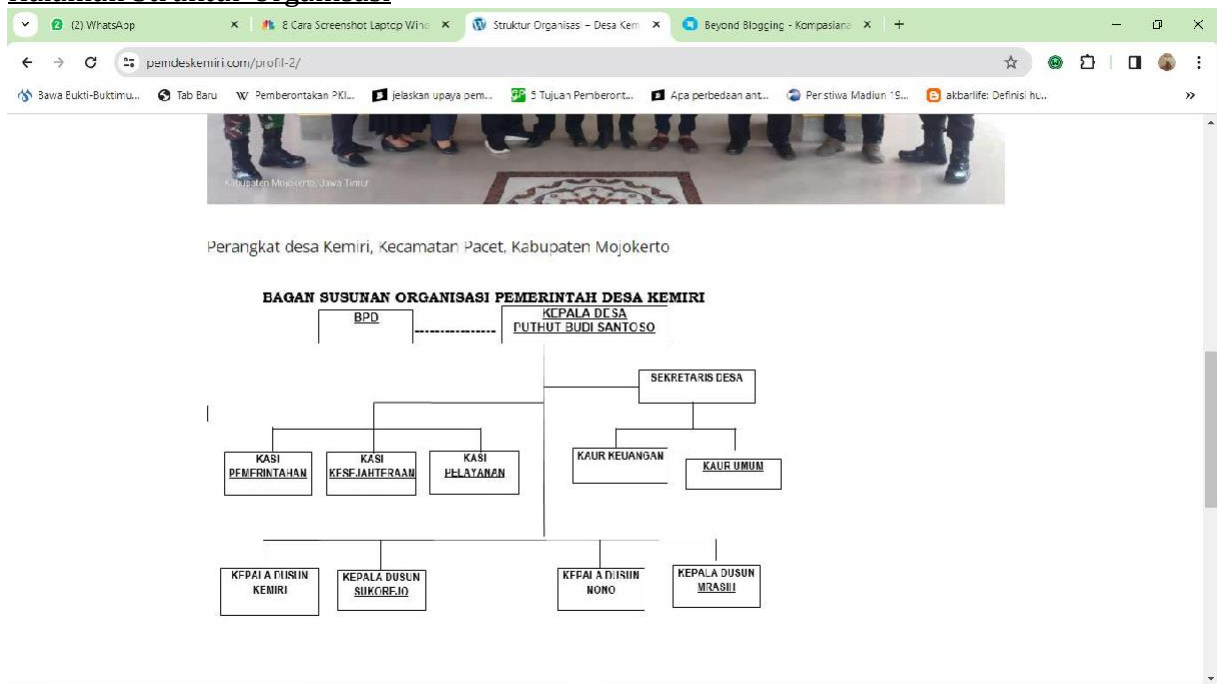 Halaman Struktur Organisasi
(2) WhatsApp
8 Cara Screenshot Laptop Wind
Struktur Organisasi – Desa Kem
Beyond Blogging - Kompasiana
pemdeskemiri.com/profil-2/
Bawa Bukti-Buktimu...
Tab Baru
Pemberontakan PKI...
jelaskan upaya pem...
5 Tujuan Pemberont...
Apa perbedaan ant...
Peristiwa Madiun 19...
akbarlife: Definisi hu...
Kabupaten Mojokerto, Jawa Timur
Perangkat desa Kemiri, Kecamatan Pacet, Kabupaten Mojokerto
BAGAN SUSUNAN ORGANISASI PEMERINTAH DESA KEMIRI
BPD
KEPALA DESA
PUTHUT BUDI SANTOSO
SEKRETARIS DESA
KASI
PEMERINTAHAN
KASI
KESEJAHTERAAN
KASI
PELAYANAN
KAUR KEUANGAN
KAUR UMUM
KEPALA DUSUN
KEMIRI
KEPALA DUSUN
SUKOREJO
KEPALA DUSUN
NONO
KEPALA DUSUN